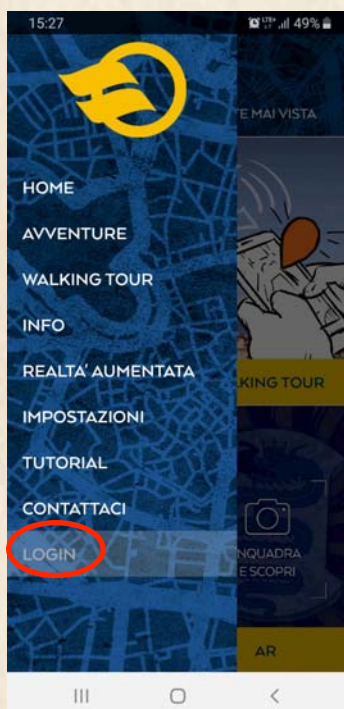 15:27
49%
E MAI VISTA
HOME
AVVENTURE
WALKING TOUR
INFO
REALTA' AUMENTATA
KING TOUR
IMPOSTAZIONI
TUTORIAL
CONTATTACI
LOGIN
NQUADRA
E SCOPRI
AR